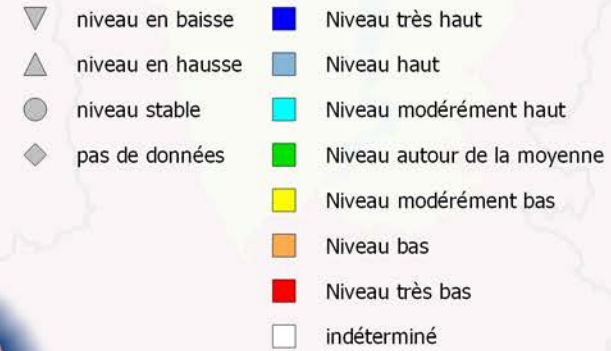 niveau en baisse
niveau en hausse
niveau stable
pas de données
Niveau très haut
Niveau haut
Niveau modérément haut
Niveau autour de la moyenne
Niveau modérément bas
Niveau bas
Niveau très bas
indéterminé